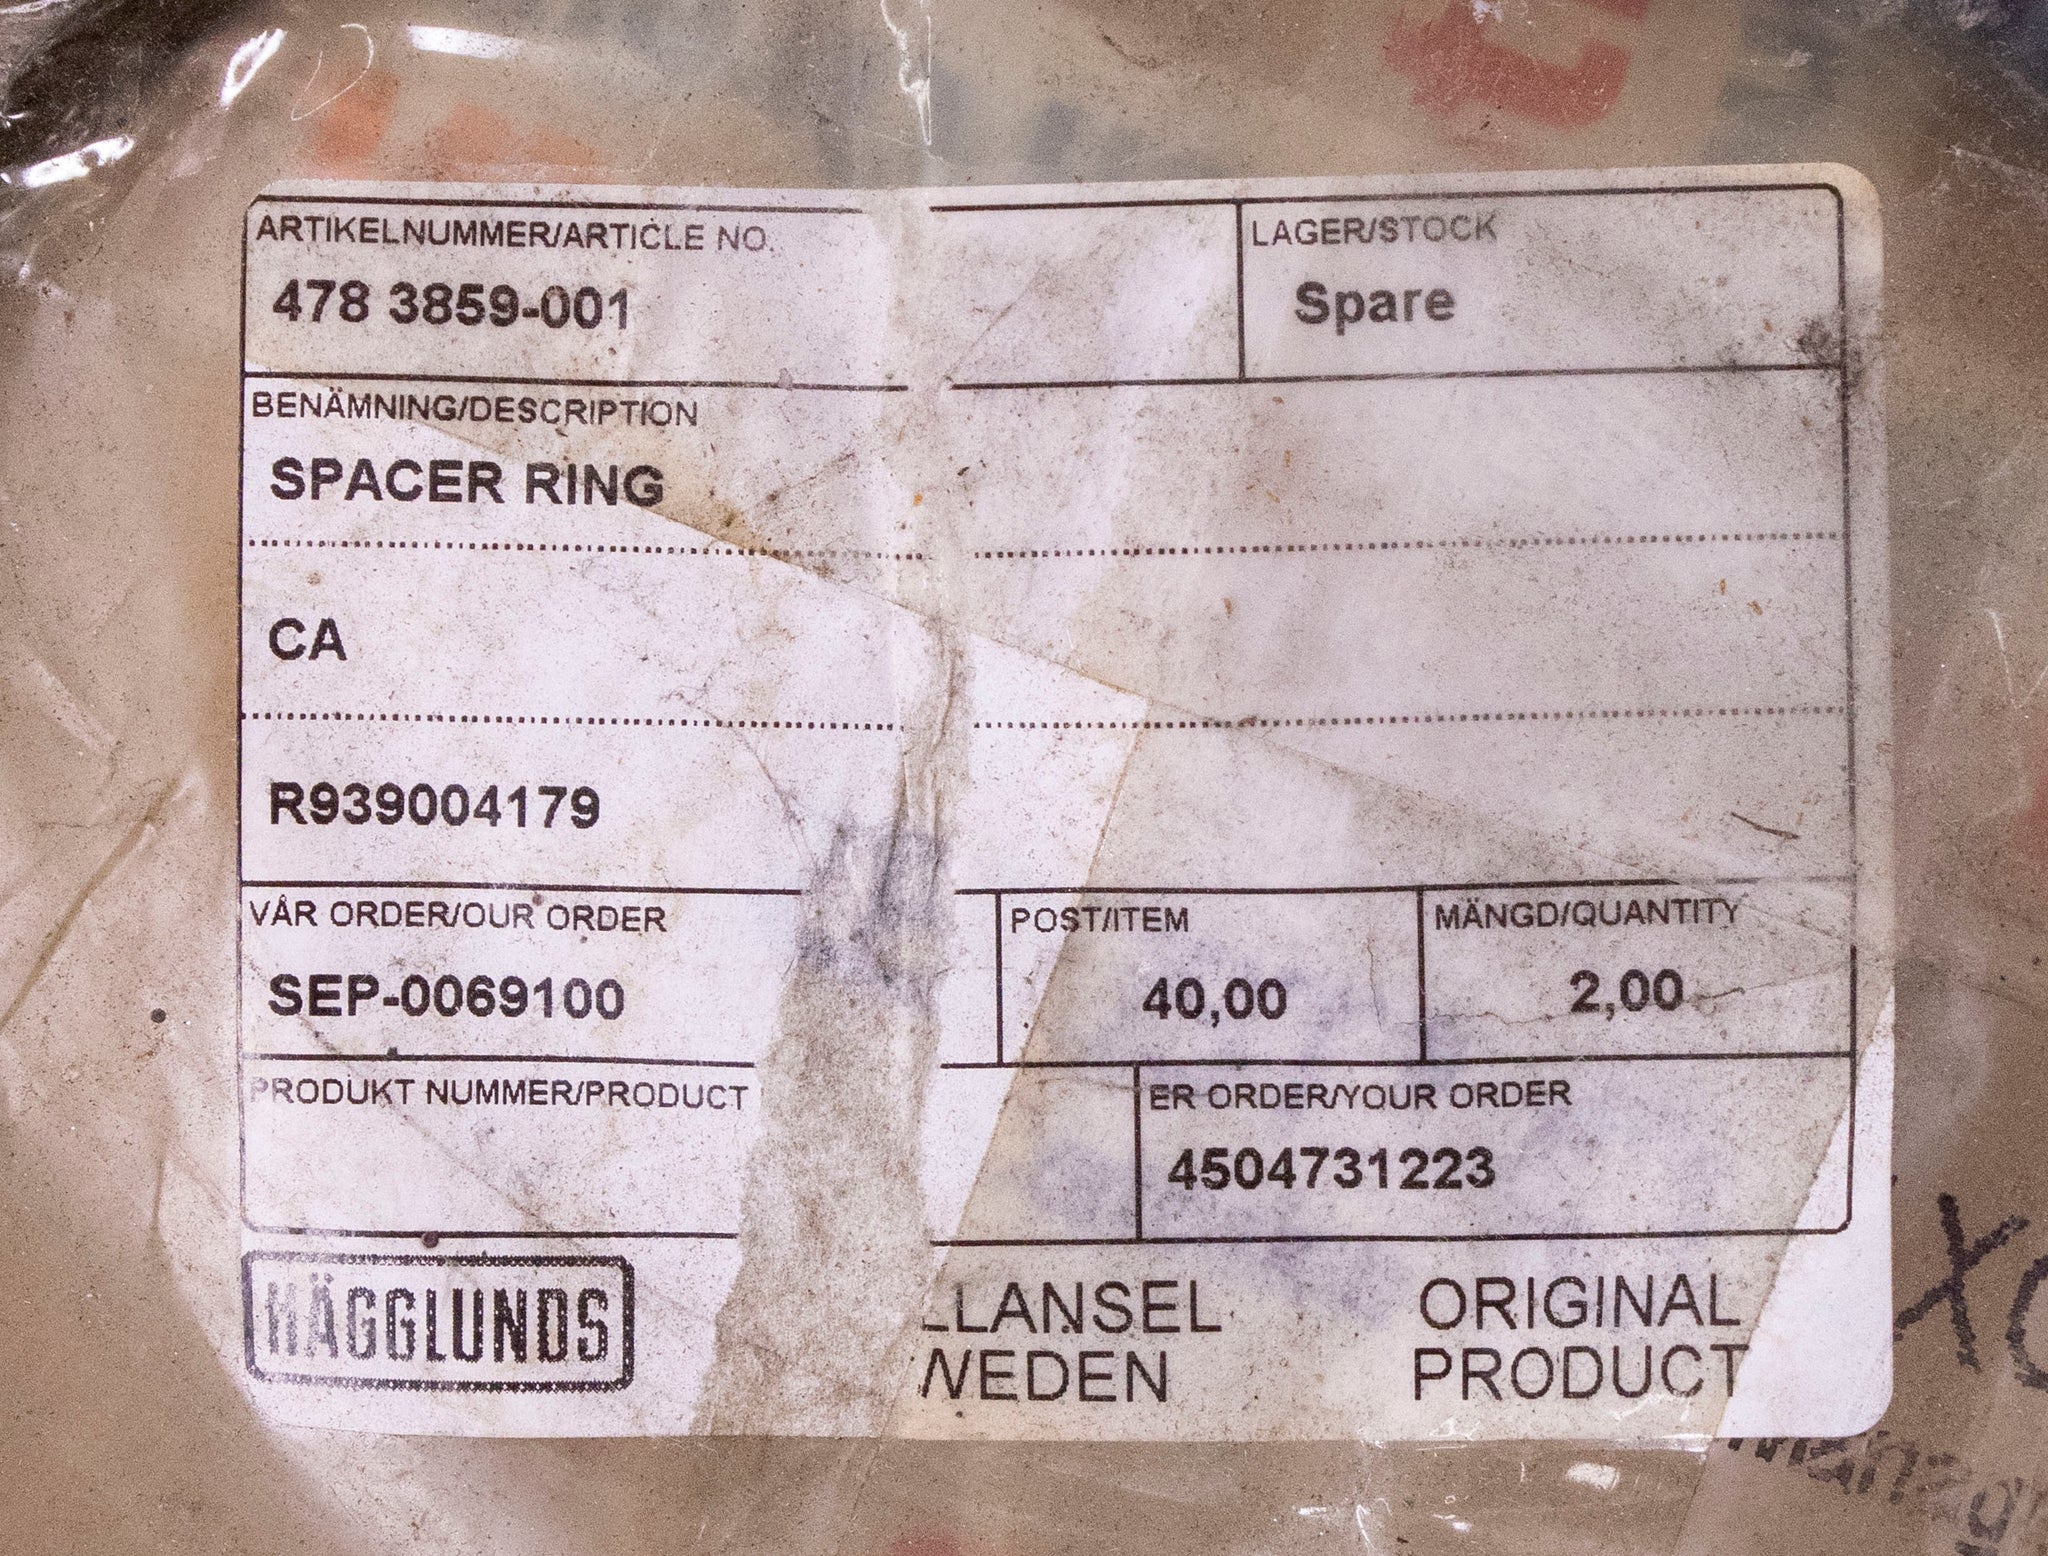 ARTIKELNUMMER/ARTICLE NO. LAGER/STOCK
478 3859-001 Spare
BENÄMNING/DESCRIPTION
SPACER RING
CA
R939004179
VÅR ORDER/OUR ORDER POST/ITEM MÄNGD/QUANTITY
SEP-0069100 40,00 2,00
PRODUKT NUMMER/PRODUCT ER ORDER/YOUR ORDER
4504731223
HÄGGLUNDS
LLANSEL ORIGINAL
WEDEN PRODUCT